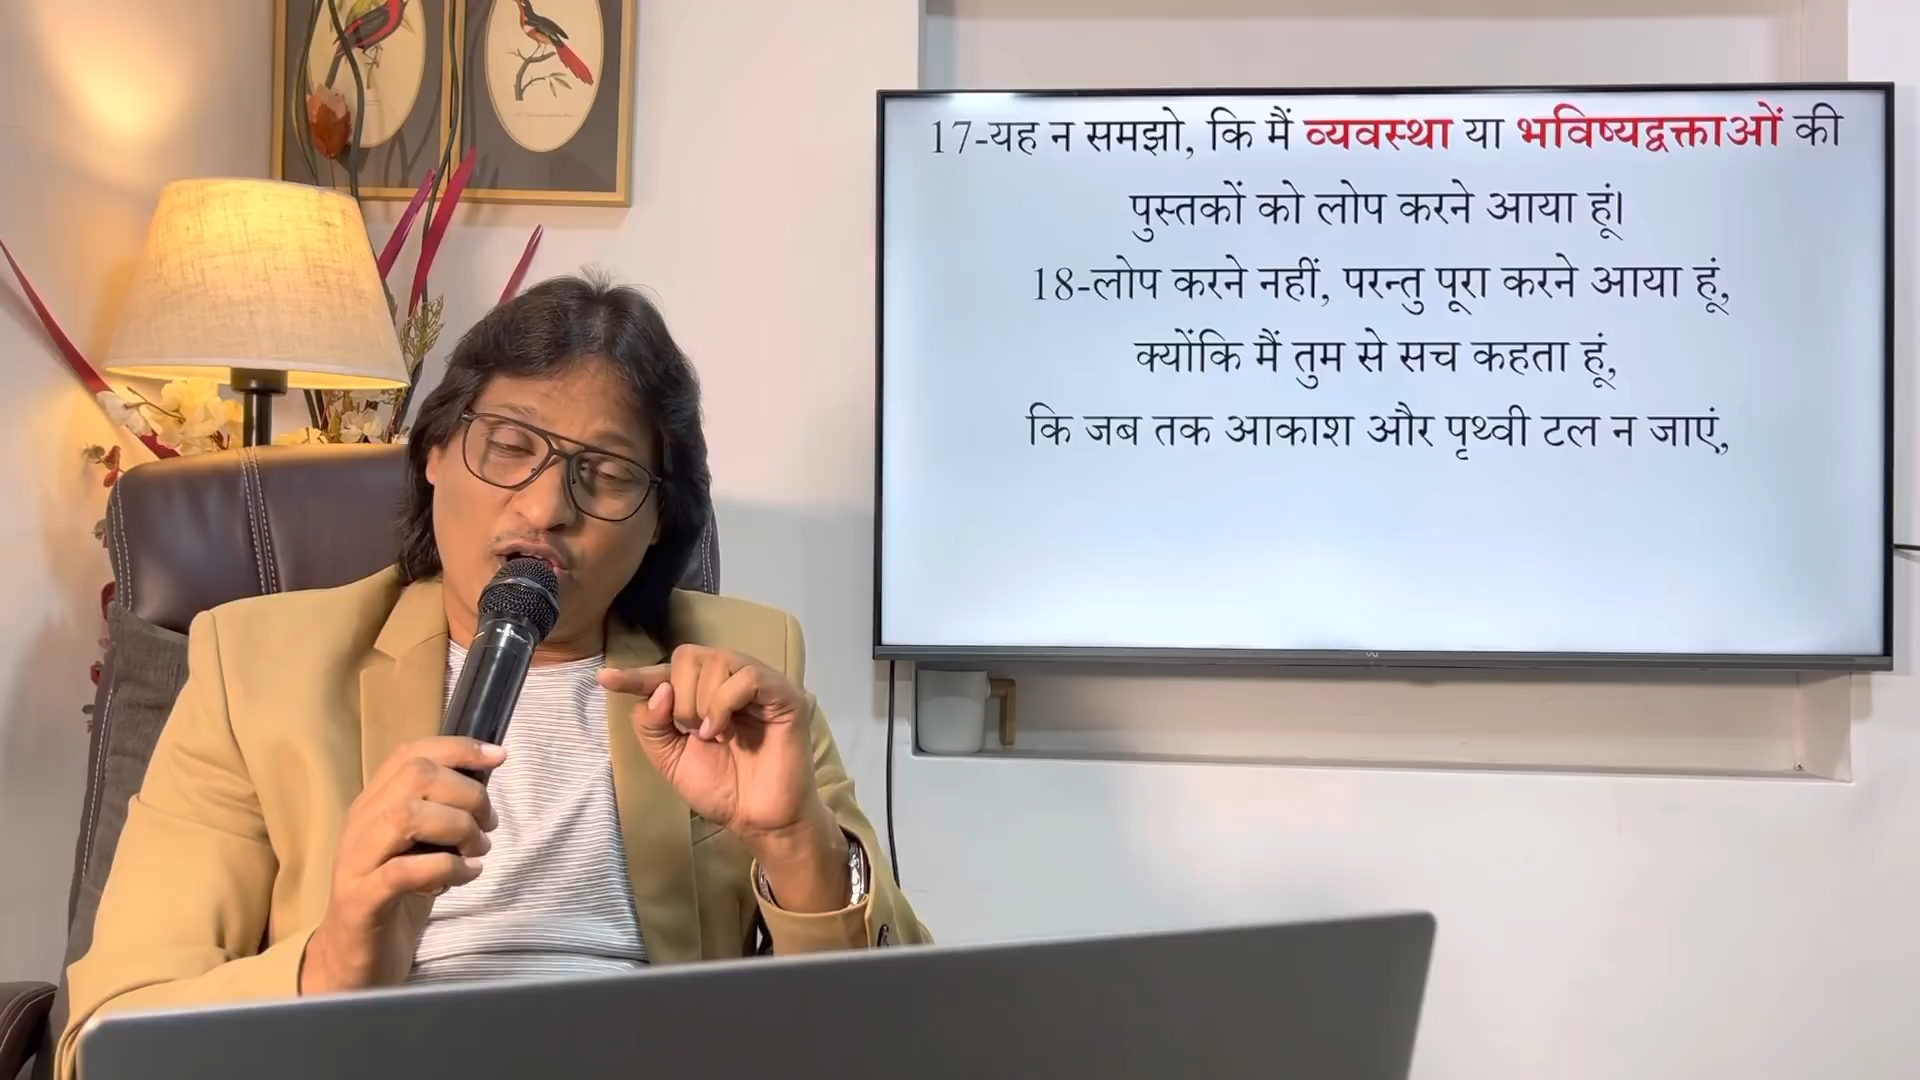 17-यह न समझो, कि मैं व्यवस्था या भविष्यद्वक्ताओं की
पुस्तकों को लोप करने आया हूं।
18-लोप करने नहीं, परन्तु पूरा करने आया हूं,
क्योंकि मैं तुम से सच कहता हूं,
कि जब तक आकाश और पृथ्वी टल न जाएं,